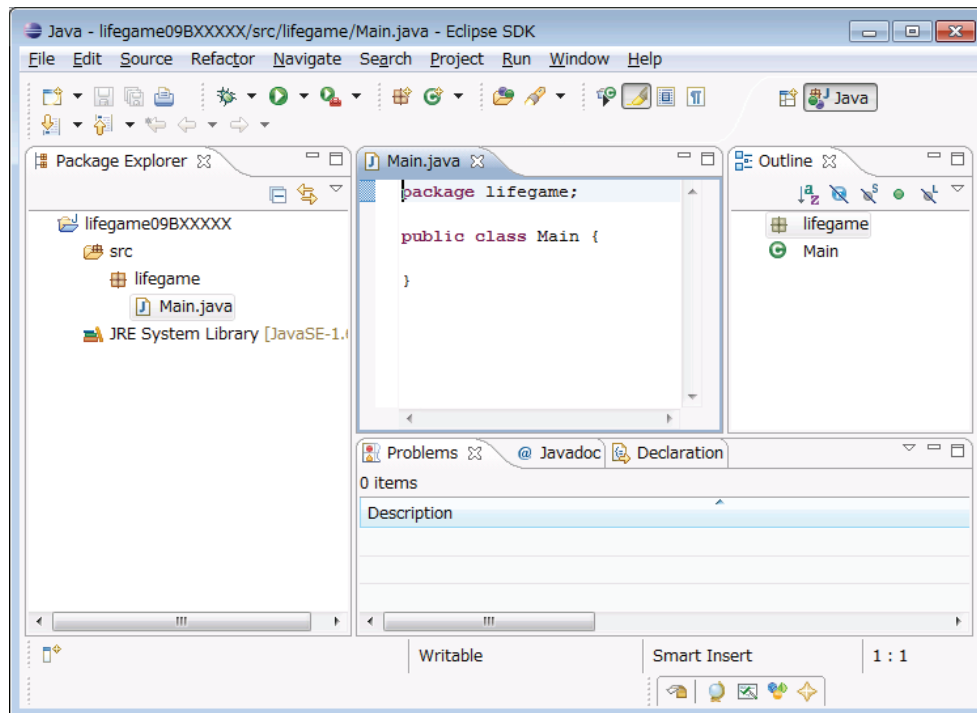 Java - lifegame09BXXXXX/src/lifegame/Main.java - Eclipse SDK
File Edit Source Refactor Navigate Search Project Run Window Help
Java
Package Explorer
lifegame09BXXXXX
src
lifegame
Main.java
JRE System Library [JavaSE-1.
Main.java
package lifegame;
public class Main {
}
Outline
lifegame
Main
Problems @ Javadoc Declaration
0 items
Description
Writable Smart Insert 1 : 1